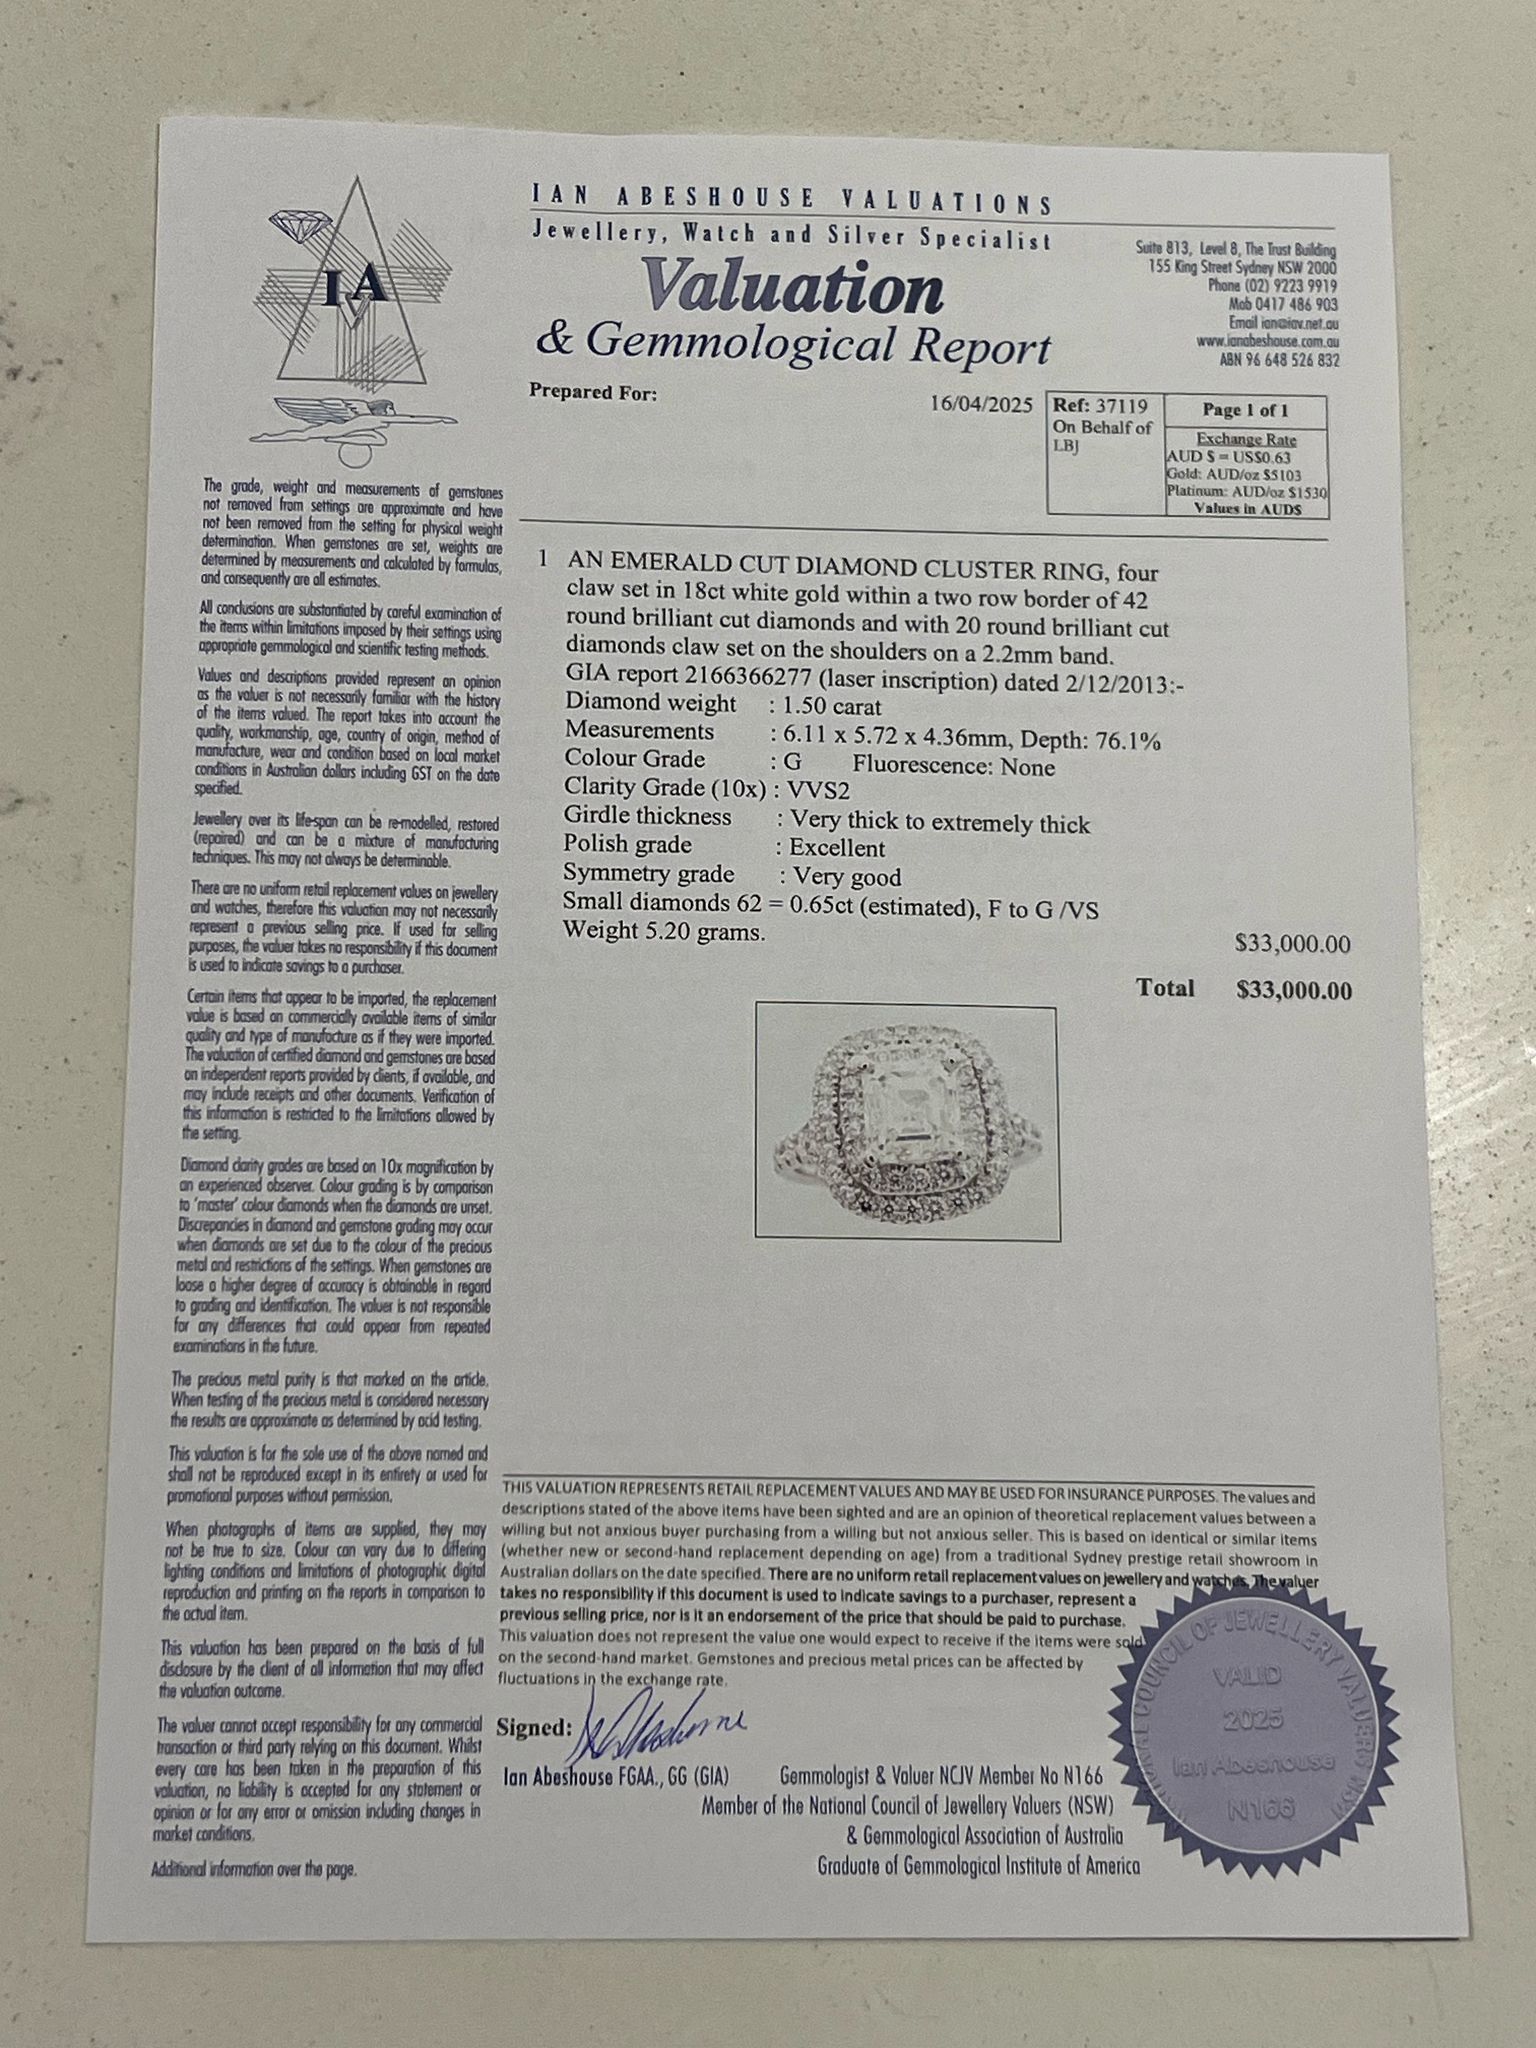 IAN ABESHOUSE VALUATIONS
Jewellery, Watch and Silver Specialist
Valuation
& Gemmological Report
Suite 813, Level 8, The Trust Building
155 King Street Sydney NSW 2000
Phone (02) 9223 9919
Mob 0417 486 903
Email ian@iav.net.au
www.ianabeshouse.com.au
ABN 96 648 526 832
IVA
Prepared For:
16/04/2025
Ref: 37119
On Behalf of
LBJ
Page 1 of 1
Exchange Rate
AUD $ = US$0.63
Gold: AUD/oz $5103
Platinum: AUD/oz $1530
Values in AUD$
The grade, weight and measurements of gemstones
not removed from settings are approximate and have
not been removed from the setting for physical weight
determination. When gemstones are set, weights are
determined by measurements and calculated by formulas,
and consequently are all estimates.
All conclusions are substantiated by careful examination of
the items within limitations imposed by their settings using
appropriate gemmological and scientific testing methods.
Values and descriptions provided represent an opinion
as the valuer is not necessarily familiar with the history
of the items valued. The report takes into account the
quality, workmanship, age, country of origin, method of
manufacture, wear and condition based on local market
conditions in Australian dollars including GST on the date
specified.
Jewellery over its life-span can be re-modelled, restored
(repaired) and can be a mixture of manufacturing
techniques. This may not always be determinable.
There are no uniform retail replacement values on jewellery
and watches, therefore this valuation may not necessarily
represent a previous selling price. If used for selling
purposes, the valuer takes no responsibility if this document
is used to indicate savings to a purchaser.
Certain items that appear to be imported, the replacement
value is based on commercially available items of similar
quality and type of manufacture as if they were imported.
The valuation of certified diamond and gemstones are based
on independent reports provided by clients, if available, and
may include receipts and other documents. Verification of
this information is restricted to the limitations allowed by
the setting.
Diamond clarity grades are based on 10x magnification by
an experienced observer. Colour grading is by comparison
to 'master' colour diamonds when the diamonds are unset.
Discrepancies in diamond and gemstone grading may occur
when diamonds are set due to the colour of the precious
metal and restrictions of the settings. When gemstones are
loose a higher degree of accuracy is obtainable in regard
to grading and identification. The valuer is not responsible
for any differences that could appear from repeated
examinations in the future.
The precious metal purity is that marked on the article.
When testing of the precious metal is considered necessary
the results are approximate as determined by acid testing.
This valuation is for the sole use of the above named and
shall not be reproduced except in its entirety or used for
promotional purposes without permission.
When photographs of items are supplied, they may
not be true to size. Colour can vary due to differing
lighting conditions and limitations of photographic digital
reproduction and printing on the reports in comparison to
the actual item.
This valuation has been prepared on the basis of full
disclosure by the client of all information that may affect
the valuation outcome.
The valuer cannot accept responsibility for any commercial
transaction or third party relying on this document. Whilst
every care has been taken in the preparation of this
valuation, no liability is accepted for any statement or
opinion or for any error or omission including changes in
market conditions.
Additional information over the page.
1 AN EMERALD CUT DIAMOND CLUSTER RING, four
claw set in 18ct white gold within a two row border of 42
round brilliant cut diamonds and with 20 round brilliant cut
diamonds claw set on the shoulders on a 2.2mm band.
GIA report 2166366277 (laser inscription) dated 2/12/2013:-
Diamond weight : 1.50 carat
Measurements : 6.11 x 5.72 x 4.36mm, Depth: 76.1%
Colour Grade : G Fluorescence: None
Clarity Grade (10x) : VVS2
Girdle thickness : Very thick to extremely thick
Polish grade : Excellent
Symmetry grade : Very good
Small diamonds 62 = 0.65ct (estimated), F to G /VS
Weight 5.20 grams.
$33,000.00
Total $33,000.00
THIS VALUATION REPRESENTS RETAIL REPLACEMENT VALUES AND MAY BE USED FOR INSURANCE PURPOSES. The values and
descriptions stated of the above items have been sighted and are an opinion of theoretical replacement values between a
willing but not anxious buyer purchasing from a willing but not anxious seller. This is based on identical or similar items
(whether new or second-hand replacement depending on age) from a traditional Sydney prestige retail showroom in
Australian dollars on the date specified. There are no uniform retail replacement values on jewellery and watches. The valuer
takes no responsibility if this document is used to indicate savings to a purchaser, represent a
previous selling price, nor is it an endorsement of the price that should be paid to purchase.
This valuation does not represent the value one would expect to receive if the items were sold
on the second-hand market. Gemstones and precious metal prices can be affected by
fluctuations in the exchange rate.
Signed:
Ian Abeshouse FGAA., GG (GIA) Gemmologist & Valuer NCJV Member No N166
Member of the National Council of Jewellery Valuers (NSW)
& Gemmological Association of Australia
Graduate of Gemmological Institute of America
COUNCIL OF JEWELLERY VALUERS NSW
VALID
2025
Ian Abeshouse
N166